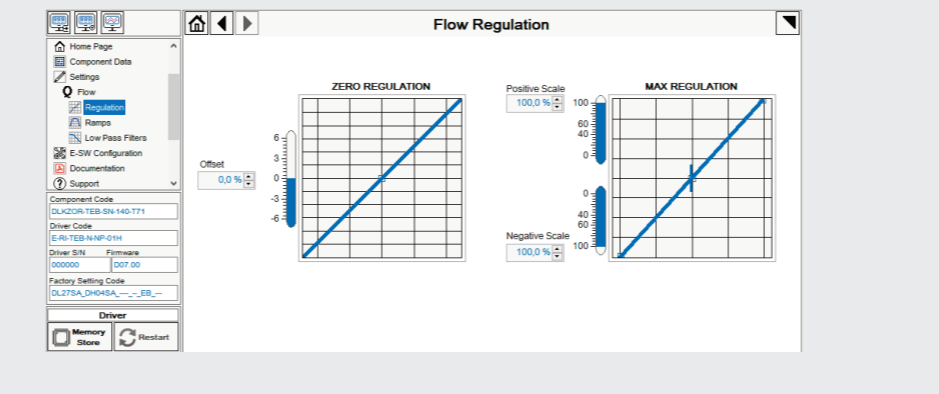 Flow Regulation
Home Page
Component Data
Settings
Q Flow
Regulation
Ramps
Low Pass Filters
E-SW Configuration
Documentation
? Support
Component Code
DLKZOR-TEB-SN-140-T71
Driver Code
E-RI-TEB-N-NP-01H
Driver S/N Firmware
000000 D07.00
Factory Setting Code
DL27SA_DH04SA_---_-_EB_--
Driver
Memory Store
Restart
ZERO REGULATION
Offset
0,0 %
6
3
0
-3
-6
MAX REGULATION
Positive Scale
100,0 %
100
60
40
0
0
40
60
100
Negative Scale
100,0 %